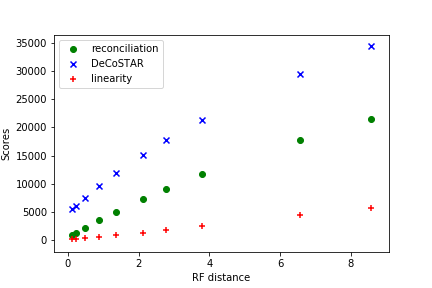 35000
30000
25000
20000
15000
10000
5000
0
Scores
reconciliation
DeCoSTAR
linearity
0 2 4 6 8
RF distance